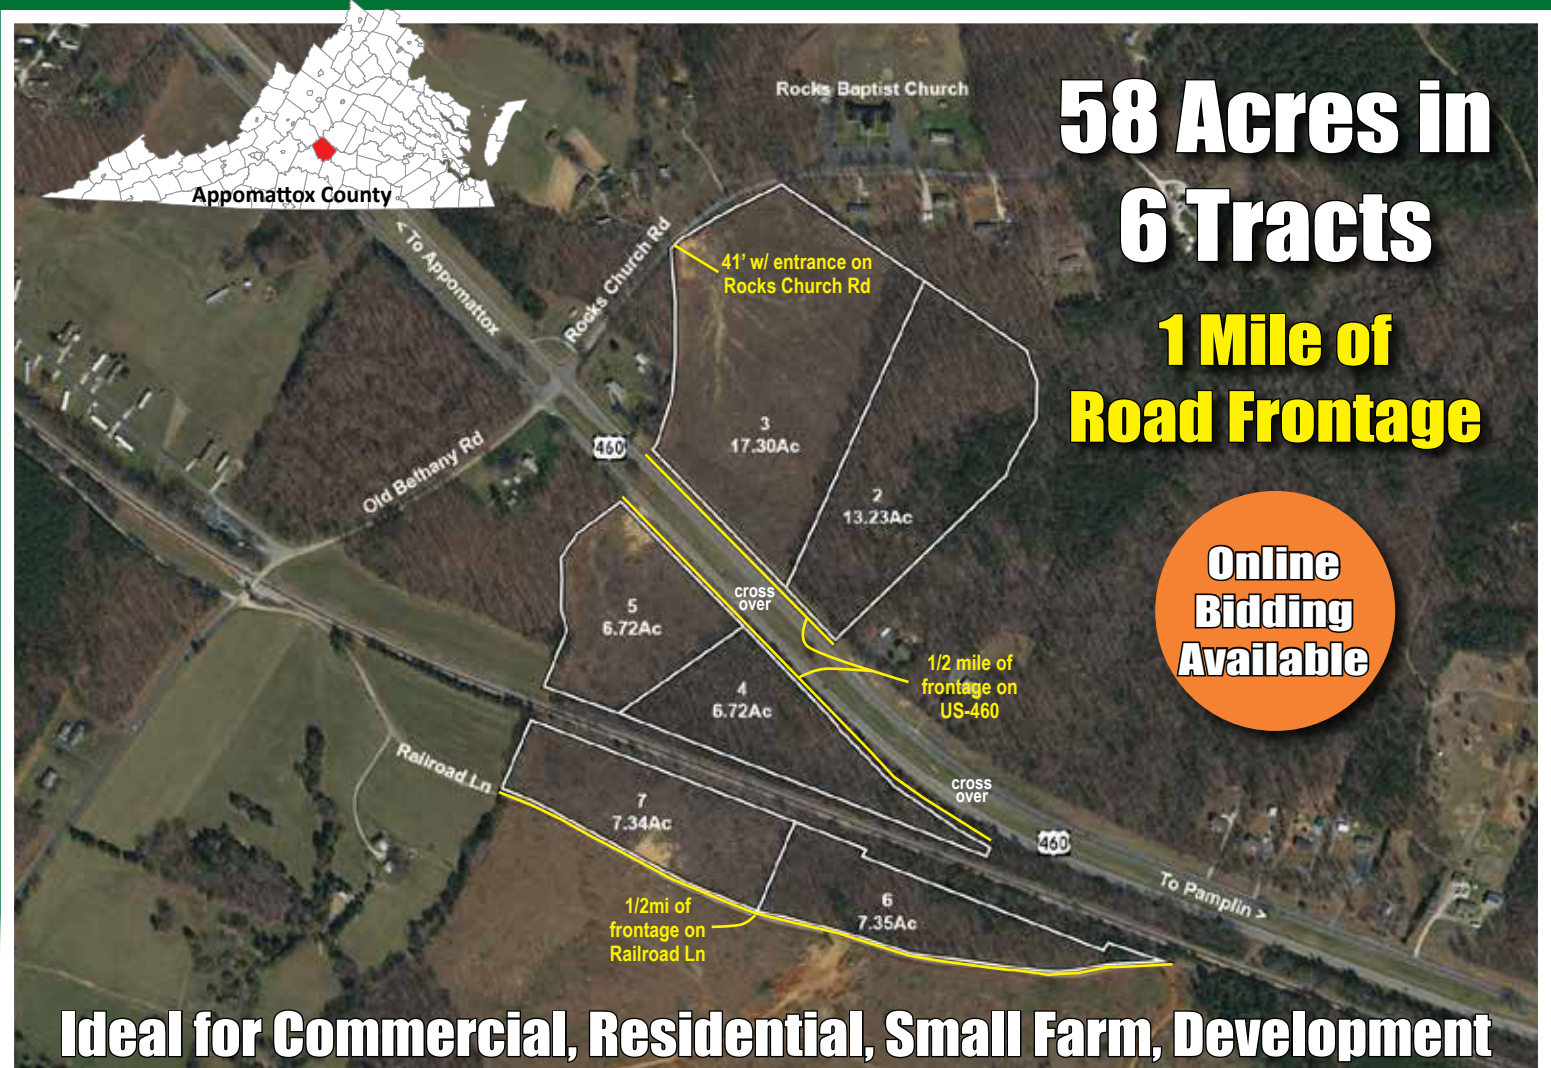 58 Acres in
6 Tracts
1 Mile of
Road Frontage
Online
Bidding
Available
Appomattox County
Rocks Baptist Church
< To Appomattox
Rocks Church Rd
41' w/ entrance on
Rocks Church Rd
Old Bethany Rd
460
3
17.30Ac
2
13.23Ac
cross
over
5
6.72Ac
4
6.72Ac
1/2 mile of
frontage on
US-460
Railroad Ln
cross
over
7
7.34Ac
460
1/2mi of
frontage on
Railroad Ln
6
7.35Ac
To Pamplin >
Ideal for Commercial, Residential, Small Farm, Development